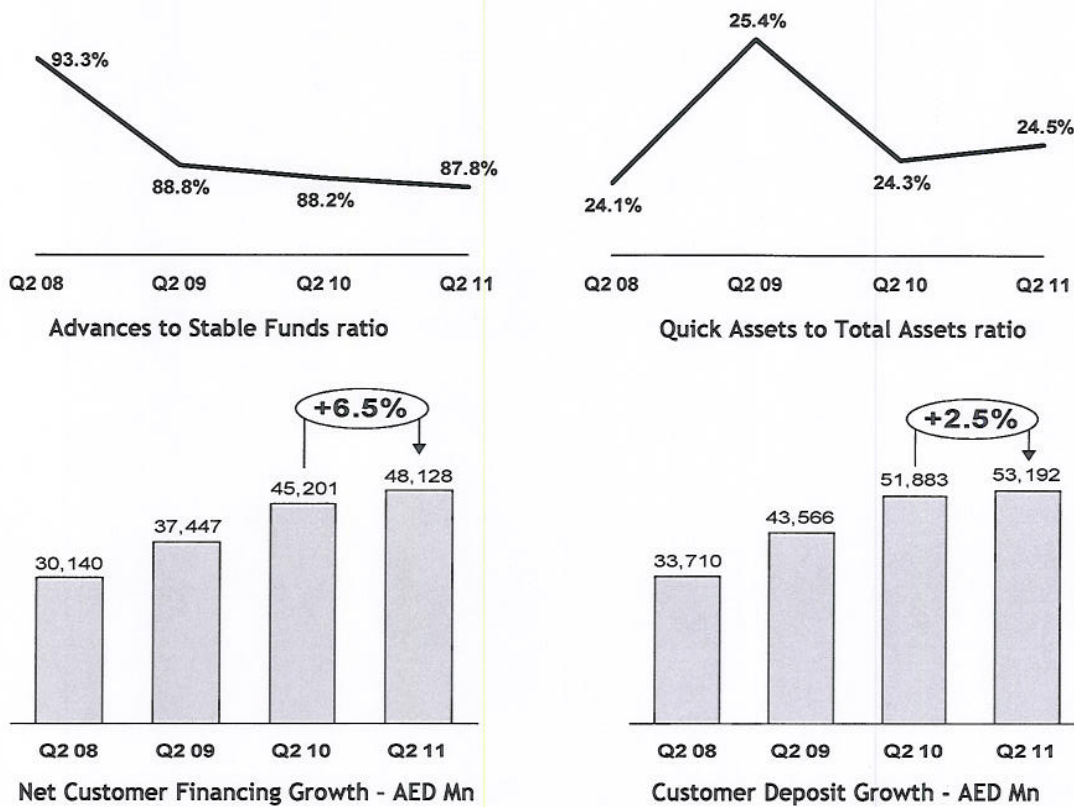 93.3%
88.8%
88.2%
87.8%
Q2 08 Q2 09 Q2 10 Q2 11
Advances to Stable Funds ratio
25.4%
24.5%
24.1%
24.3%
Q2 08 Q2 09 Q2 10 Q2 11
Quick Assets to Total Assets ratio
+6.5%
48,128
45,201
37,447
30,140
Q2 08 Q2 09 Q2 10 Q2 11
Net Customer Financing Growth - AED Mn
+2.5%
53,192
51,883
43,566
33,710
Q2 08 Q2 09 Q2 10 Q2 11
Customer Deposit Growth - AED Mn